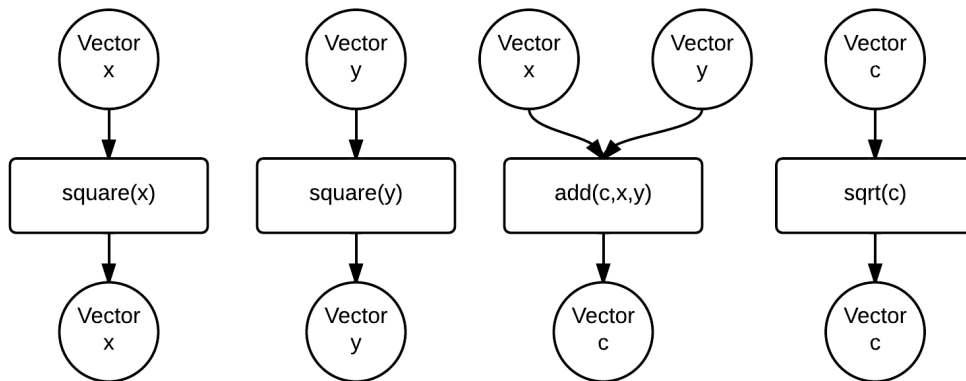 Vector
x
Vector
y
Vector
x
Vector
y
Vector
c
square(x)
square(y)
add(c,x,y)
sqrt(c)
Vector
x
Vector
y
Vector
c
Vector
c